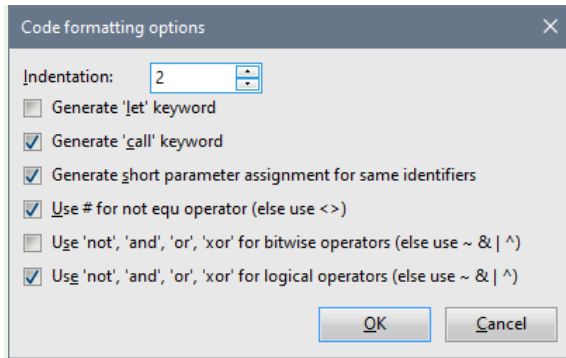 Code formatting options
Indentation: 2
Generate 'let' keyword
Generate 'call' keyword
Generate short parameter assignment for same identifiers
Use # for not equ operator (else use <>)
Use 'not', 'and', 'or', 'xor' for bitwise operators (else use ~ & | ^)
Use 'not', 'and', 'or', 'xor' for logical operators (else use ~ & | ^)
OK Cancel